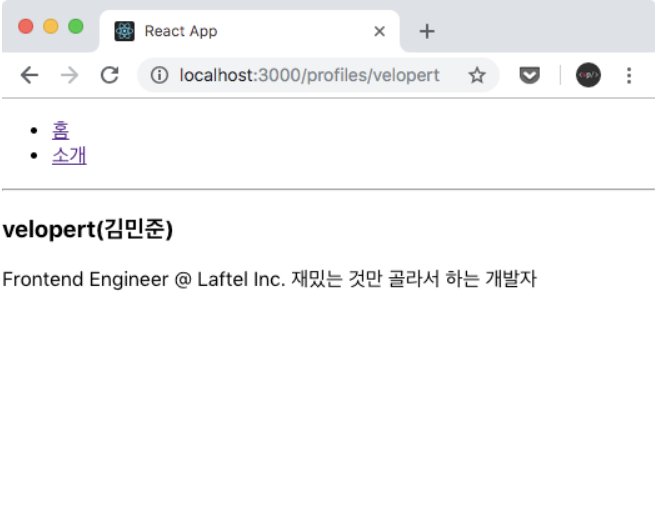 React App
localhost:3000/profiles/velopert
홈
소개
velopert(김민준)
Frontend Engineer @ Laftel Inc. 재밌는 것만 골라서 하는 개발자